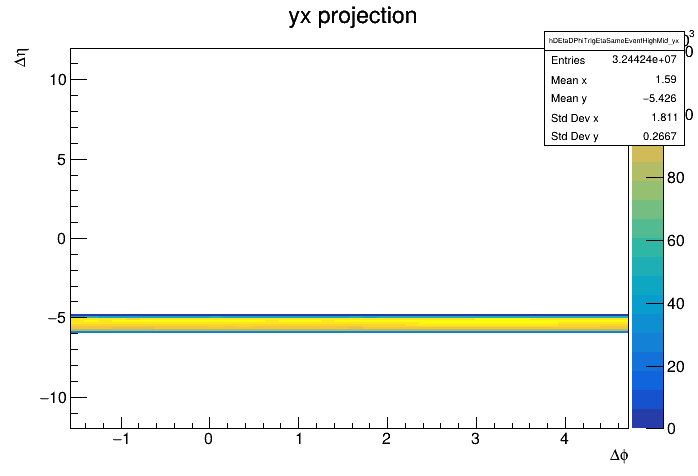 yx projection
hDEtaDPhiTrigEtaSameEventHighMid_yx
Entries 3.24424e+07
Mean x 1.59
Mean y −5.426
Std Dev x 1.811
Std Dev y 0.2667
Δη
10
5
0
−5
−10
−1 0 1 2 3 4
Δϕ
80
60
40
20
0